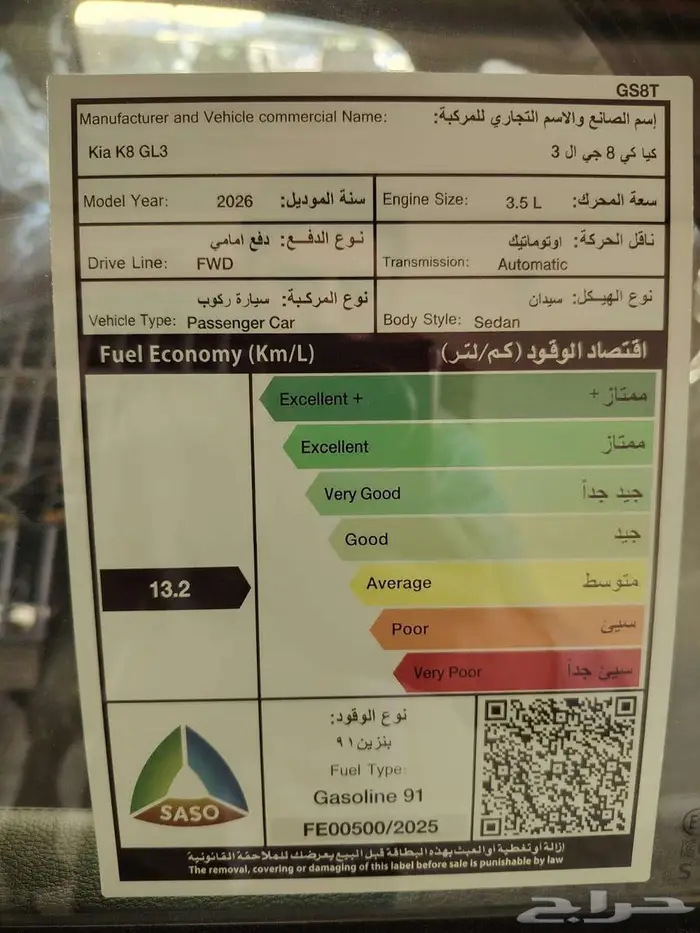 GS8T
Manufacturer and Vehicle commercial Name: إسم الصانع والاسم التجاري للمركبة:
Kia K8 GL3 كيا كي 8 جي ال 3
Model Year: 2026 سنة الموديل: Engine Size: 3.5 L سعة المحرك:
نوع الدفع: دفع امامي ناقل الحركة: اوتوماتيك
Drive Line: FWD Transmission: Automatic
نوع المركبة: سيارة ركوب نوع الهيكل: سيدان
Vehicle Type: Passenger Car Body Style: Sedan
Fuel Economy (Km/L) اقتصاد الوقود (كم/لتر)
Excellent + ممتاز +
Excellent ممتاز
Very Good جيد جداً
Good جيد
13.2 Average متوسط
Poor سيئ
Very Poor سيئ جداً
نوع الوقود:
بنزين ٩١
Fuel Type:
Gasoline 91
SASO
FE00500/2025
إزالة أو تغطية أو العبث بهذه البطاقة قبل البيع يعرضك للملاحقة القانونية
The removal, covering or damaging of this label before sale is punishable by law
حراج